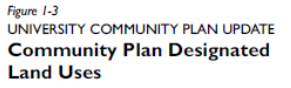 Figure 1-3
UNIVERSITY COMMUNITY PLAN UPDATE
Community Plan Designated
Land Uses